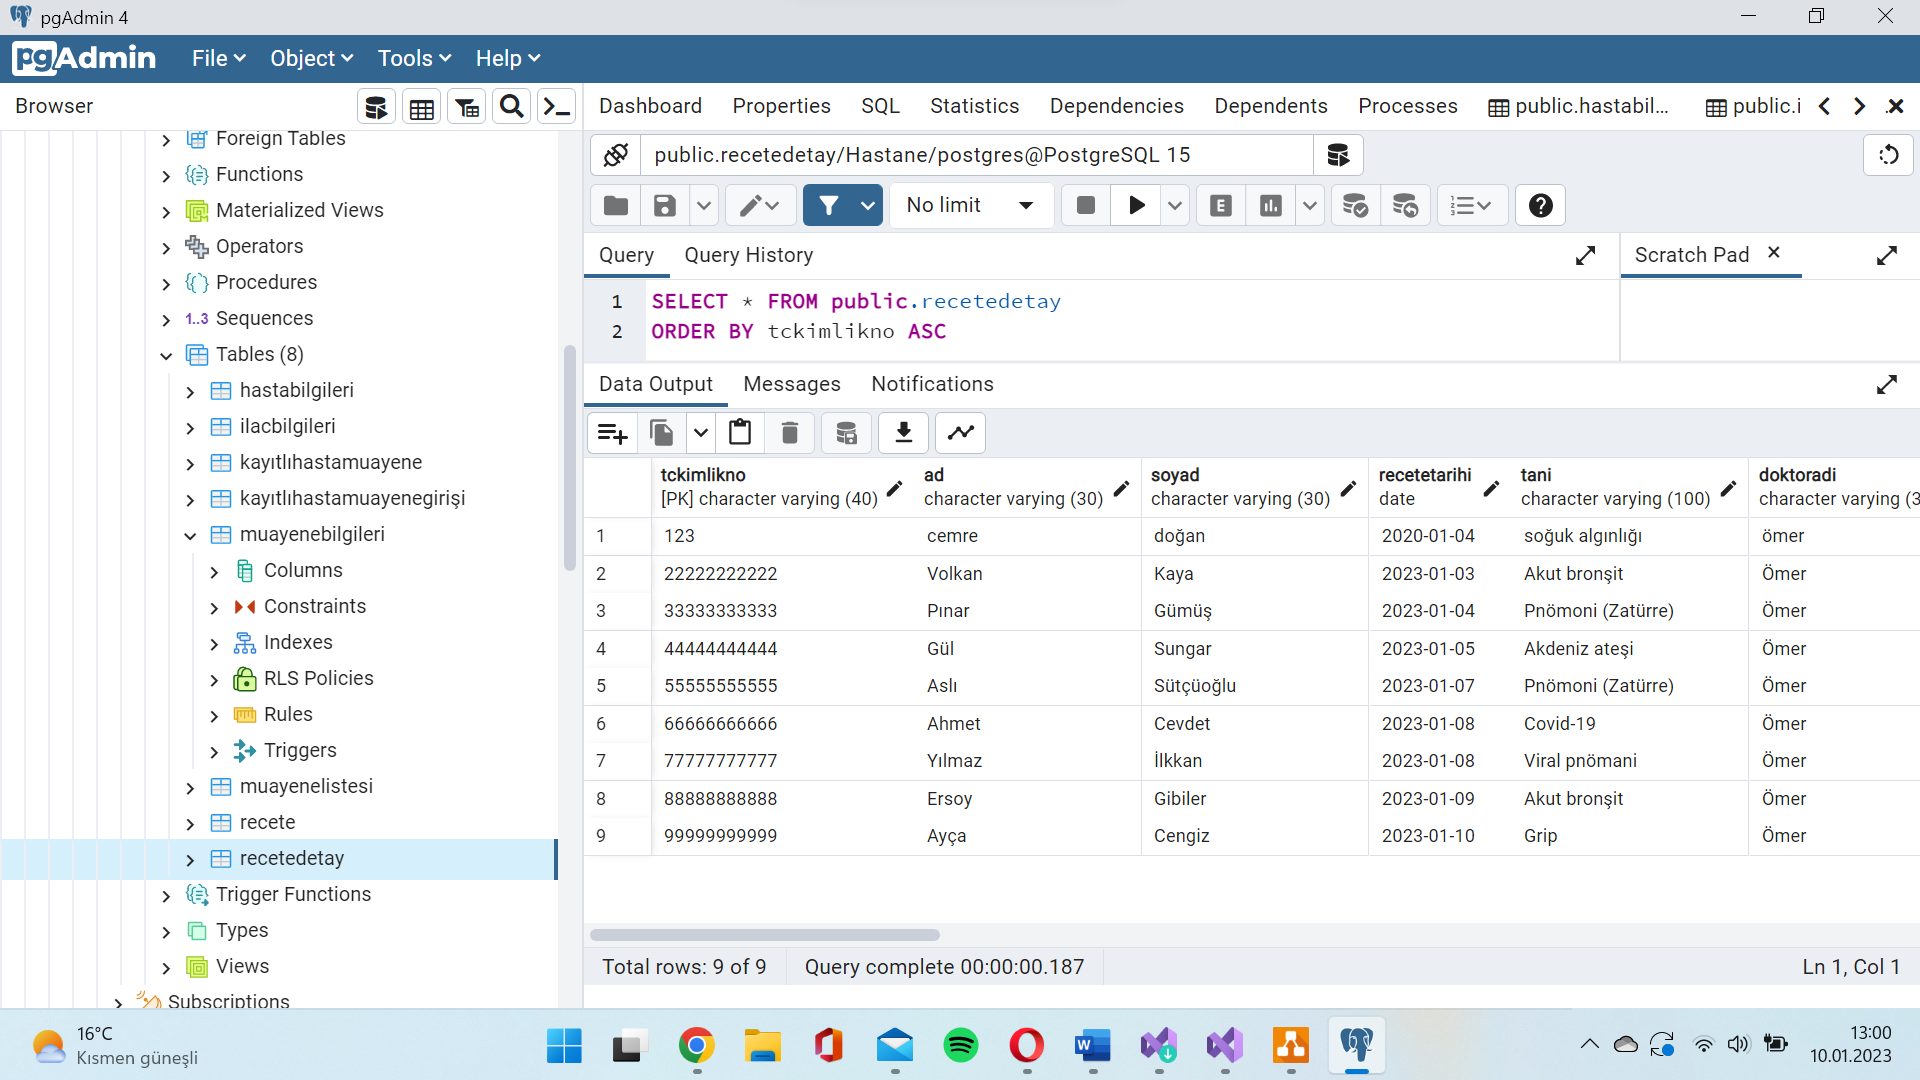 pgAdmin 4
pgAdmin File Object Tools Help
Browser
Dashboard Properties SQL Statistics Dependencies Dependents Processes public.hastabil... public.i
Foreign Tables
Functions
Materialized Views
Operators
Procedures
1..3 Sequences
Tables (8)
hastabilgileri
ilacbilgileri
kayıtlıhastamuayene
kayıtlıhastamuayenegirişi
muayenebilgileri
Columns
Constraints
Indexes
RLS Policies
Rules
Triggers
muayenelistesi
recete
recetedetay
Trigger Functions
Types
Views
Subscriptions
public.recetedetay/Hastane/postgres@PostgreSQL 15
No limit
E
Query Query History
Scratch Pad
1 SELECT * FROM public.recetedetay
2 ORDER BY tckimlikno ASC
Data Output Messages Notifications
tckimlikno ad soyad recetetarihi tani doktoradi
[PK] character varying (40) character varying (30) character varying (30) date character varying (100) character varying (3
1 123 cemre doğan 2020-01-04 soğuk algınlığı ömer
2 22222222222 Volkan Kaya 2023-01-03 Akut bronşit Ömer
3 33333333333 Pınar Gümüş 2023-01-04 Pnömoni (Zatürre) Ömer
4 44444444444 Gül Sungar 2023-01-05 Akdeniz ateşi Ömer
5 55555555555 Aslı Sütçüoğlu 2023-01-07 Pnömoni (Zatürre) Ömer
6 66666666666 Ahmet Cevdet 2023-01-08 Covid-19 Ömer
7 77777777777 Yılmaz İlkkan 2023-01-08 Viral pnömani Ömer
8 88888888888 Ersoy Gibiler 2023-01-09 Akut bronşit Ömer
9 99999999999 Ayça Cengiz 2023-01-10 Grip Ömer
Total rows: 9 of 9 Query complete 00:00:00.187 Ln 1, Col 1
16°C
Kısmen güneşli
W
13:00
10.01.2023